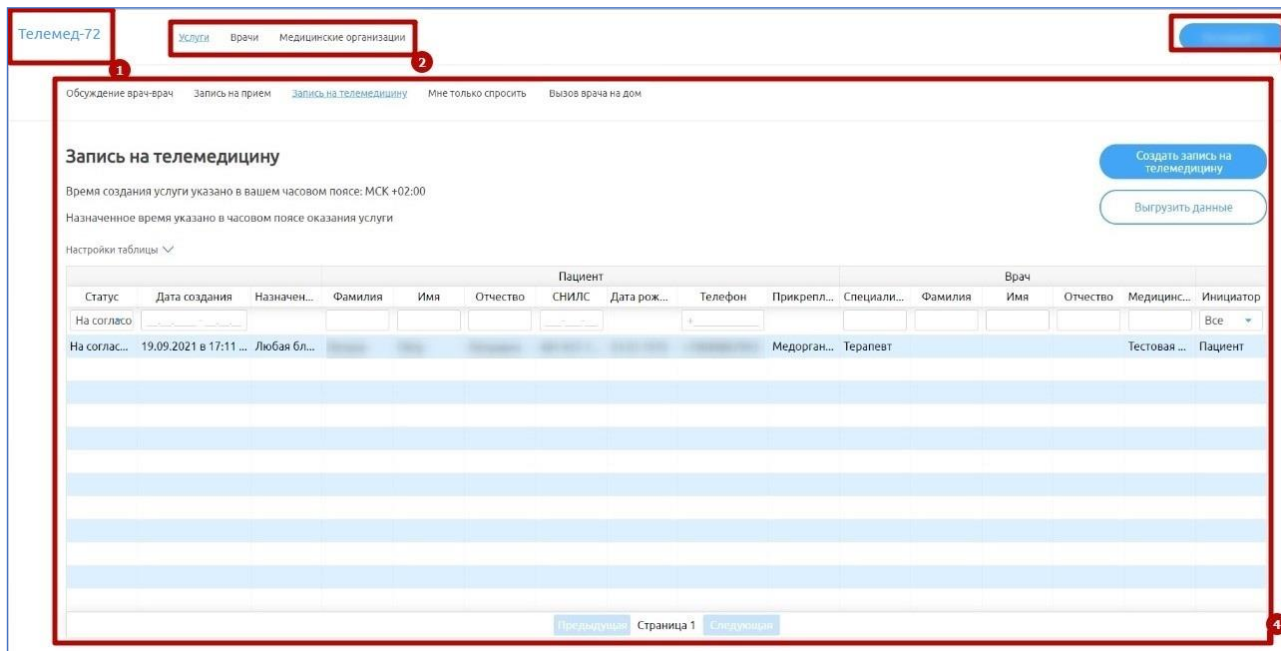 Телемед-72
Услуги Врачи Медицинские организации
1
2
Обсуждение врач-врач Запись на прием Запись на телемедицину Мне только спросить Вызов врача на дом
Запись на телемедицину
Создать запись на
телемедицину
Время создания услуги указано в вашем часовом поясе: МСК +02:00
Выгрузить данные
Назначенное время указано в часовом поясе оказания услуги
Настройки таблицы
Пациент Врач
Статус Дата создания Назначен... Фамилия Имя Отчество СНИЛС Дата рож... Телефон Прикрепл... Специали... Фамилия Имя Отчество Медицинс... Инициатор
На согласо Все
На соглас... 19.09.2021 в 17:11 ... Любая бл... Медорган... Терапевт Тестовая ... Пациент
Предыдущая Страница 1 Следующая
4